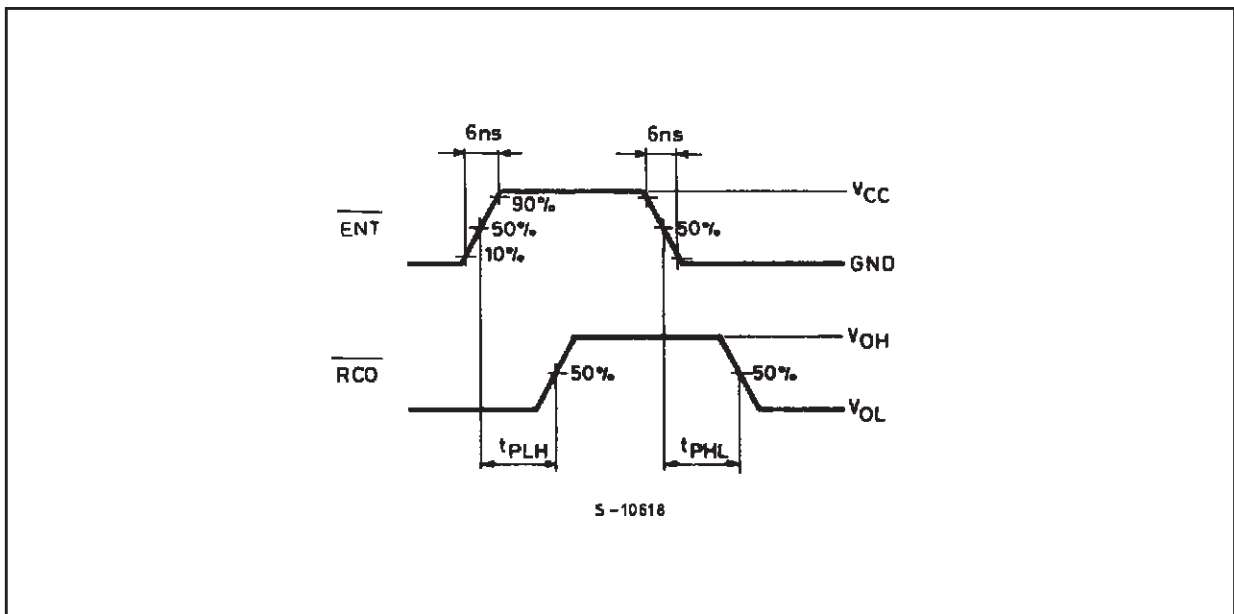 6ns 6ns
VCC
90%
ENT 50% 50%
10%
GND
VOH
RCO 50% 50%
VOL
tPLH tPHL
S-10618